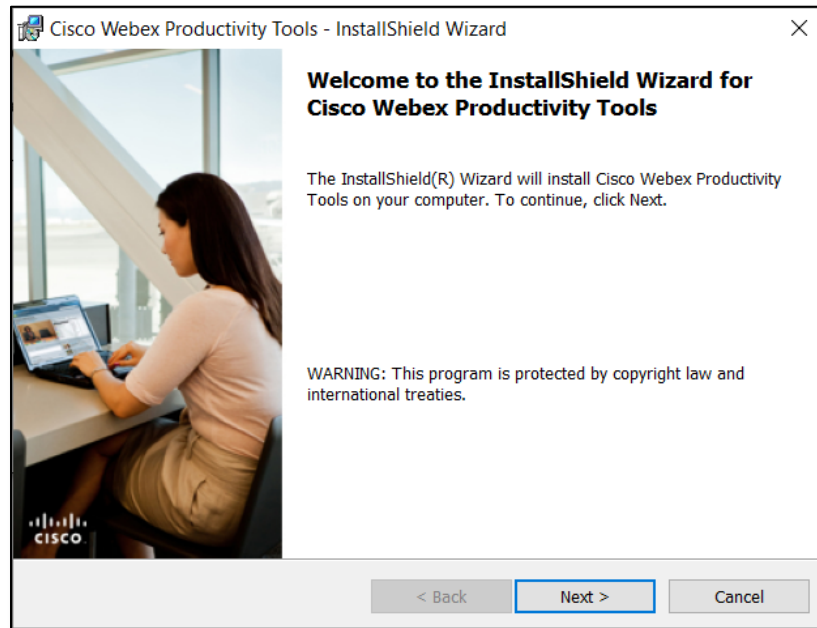 Cisco Webex Productivity Tools - InstallShield Wizard
Welcome to the InstallShield Wizard for
Cisco Webex Productivity Tools
The InstallShield(R) Wizard will install Cisco Webex Productivity
Tools on your computer. To continue, click Next.
WARNING: This program is protected by copyright law and
international treaties.
CISCO
< Back
Next >
Cancel